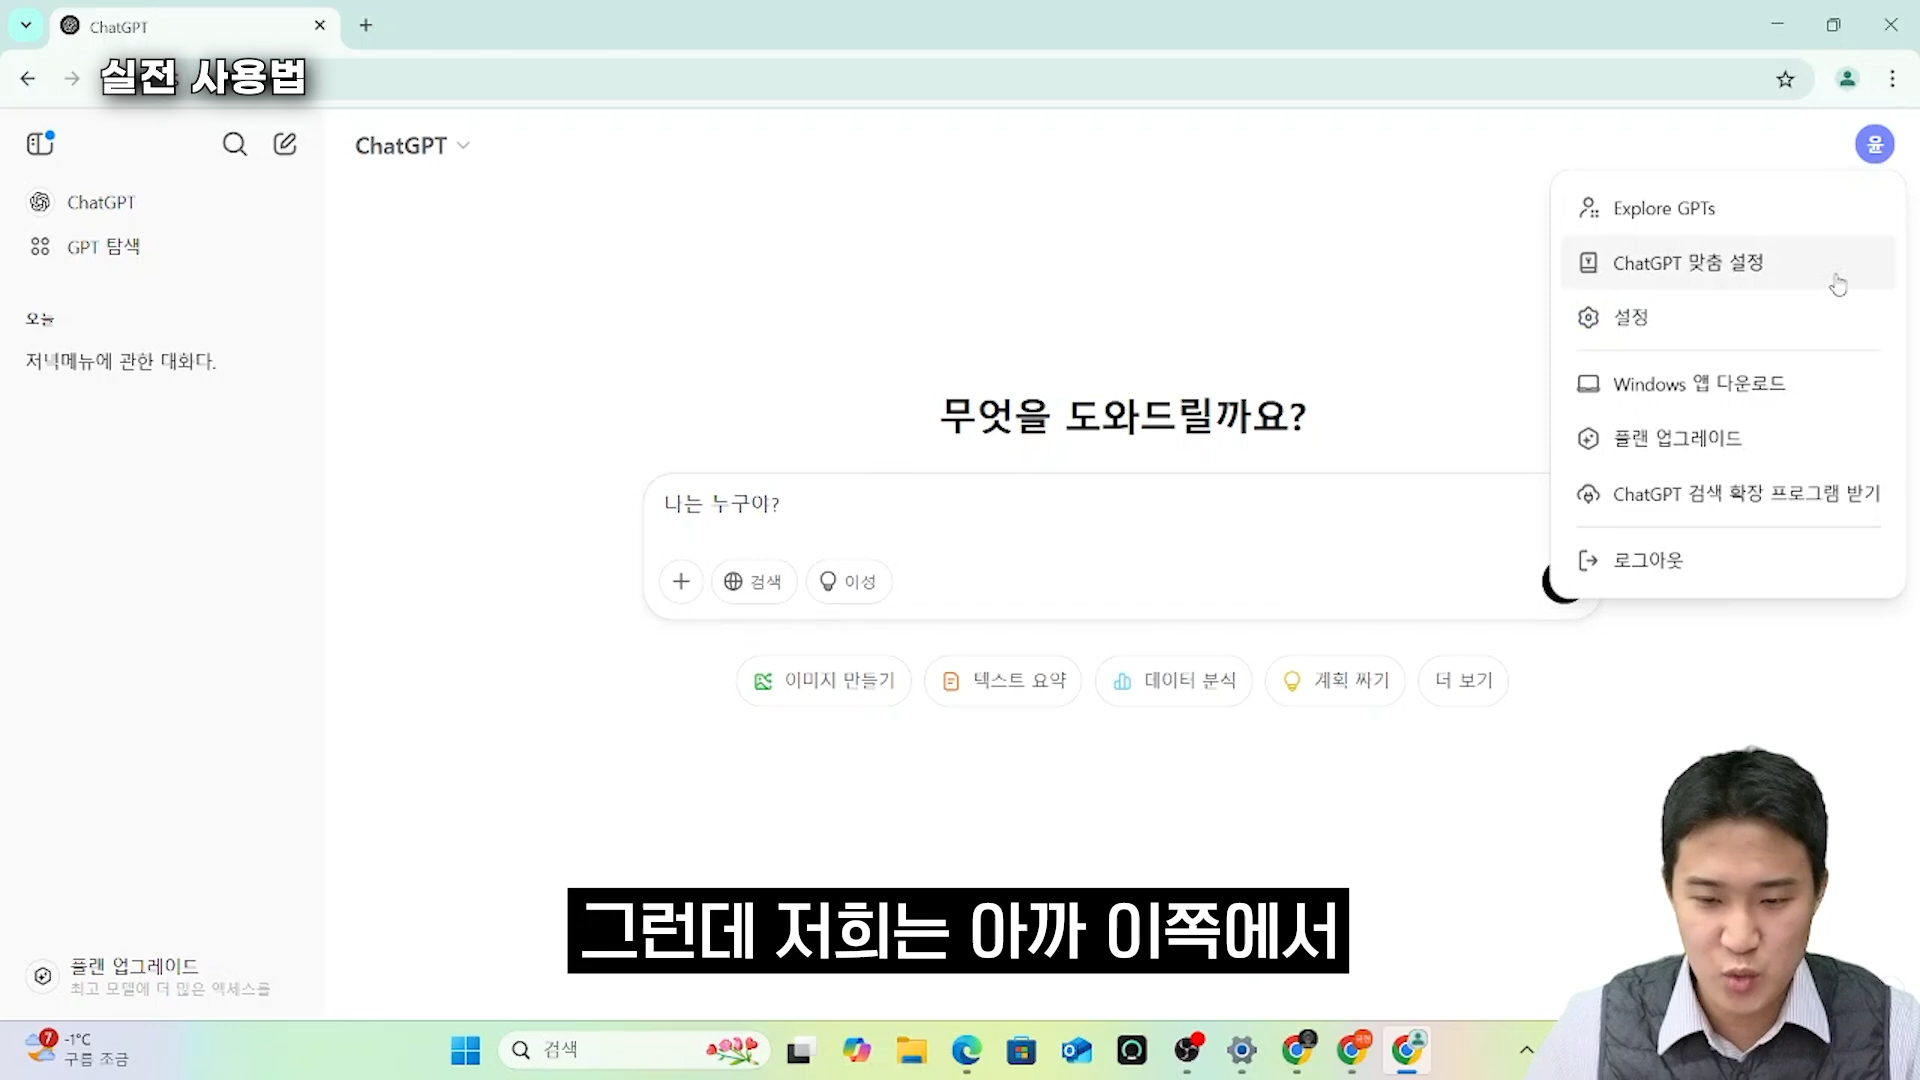 ChatGPT
실전 사용법
ChatGPT
윤
ChatGPT
GPT 탐색
오늘
저녁메뉴에 관한 대화다.
Explore GPTs
ChatGPT 맞춤 설정
설정
Windows 앱 다운로드
플랜 업그레이드
ChatGPT 검색 확장 프로그램 받기
로그아웃
무엇을 도와드릴까요?
나는 누구야?
검색
이성
이미지 만들기
텍스트 요약
데이터 분석
계획 짜기
더 보기
그런데 저희는 아까 이쪽에서
플랜 업그레이드
최고 모델에 더 많은 액세스를
7
-1°C
구름 조금
검색